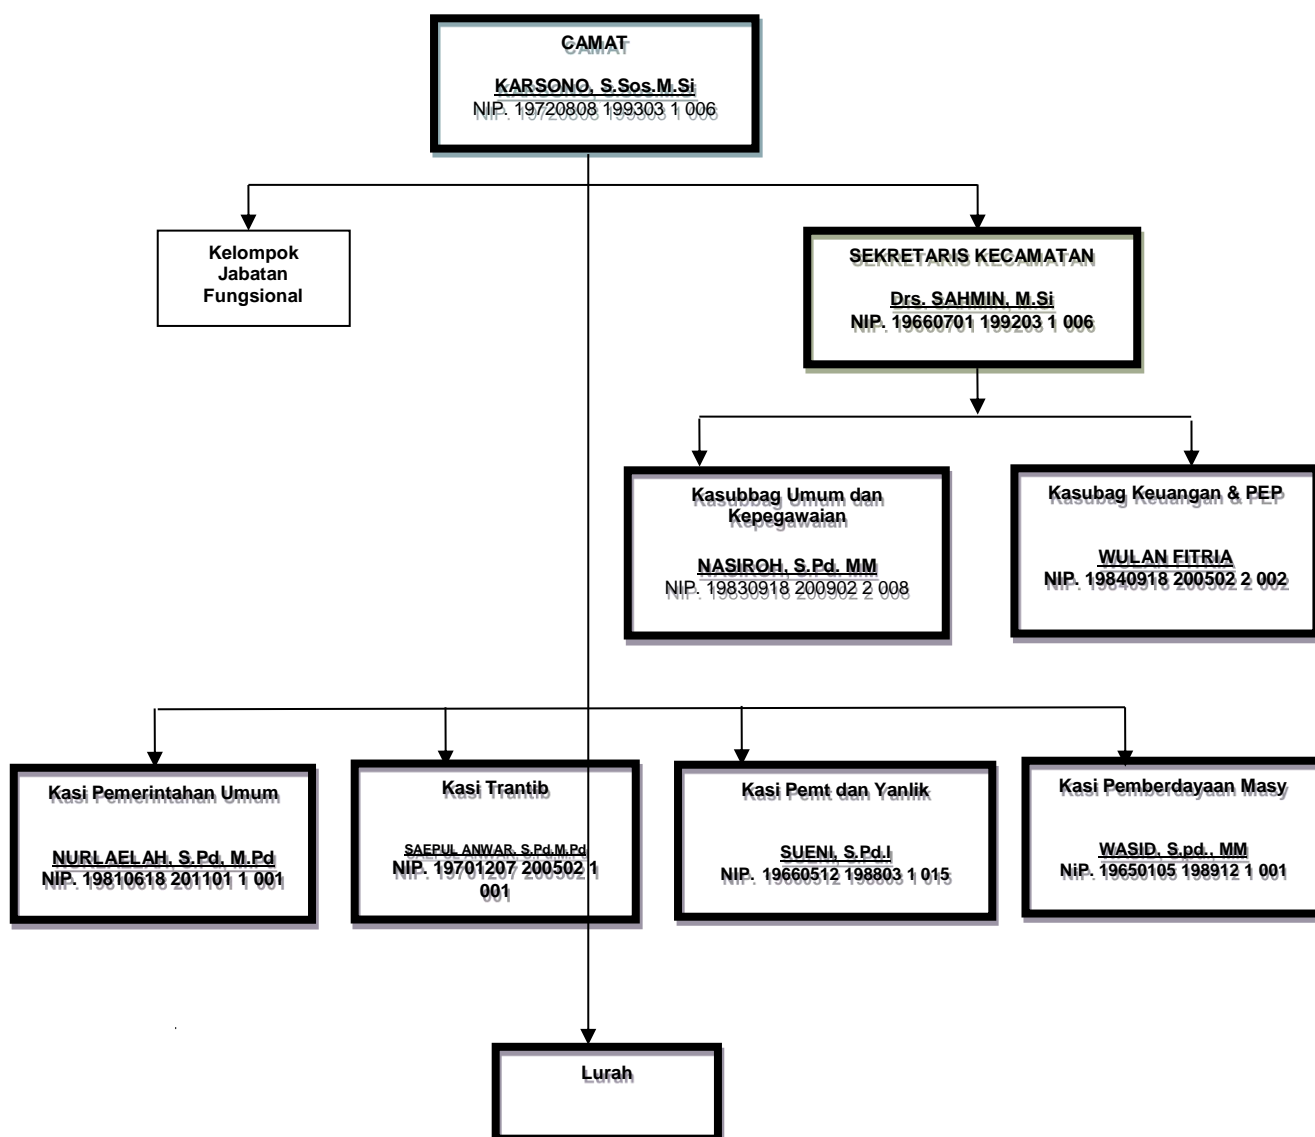 CAMAT
KARSONO, S.Sos.M.Si
NIP. 19720808 199303 1 006
Kelompok
Jabatan
Fungsional
SEKRETARIS KECAMATAN
Drs. SAHMIN, M.Si
NIP. 19660701 199203 1 006
Kasubbag Umum dan
Kepegawaian
NASIROH, S.Pd. MM
NIP. 19830918 200902 2 008
Kasubag Keuangan & PEP
WULAN FITRIA
NIP. 19840918 200502 2 002
Kasi Pemerintahan Umum
NURLAELAH, S.Pd, M.Pd
NIP. 19810618 201101 1 001
Kasi Trantib
SAEPUL ANWAR, S.Pd,M.Pd
NIP. 19701207 200502 1
001
Kasi Pemt dan Yanlik
SUENI, S.Pd.I
NIP. 19660512 198803 1 015
Kasi Pemberdayaan Masy
WASID, S.pd., MM
NiP. 19650105 198912 1 001
Lurah